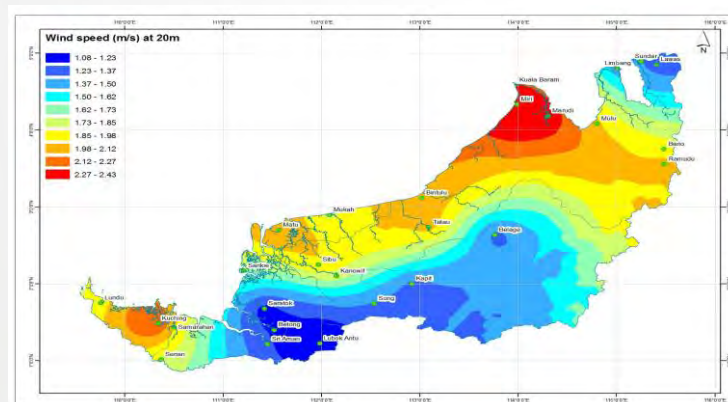 Wind speed (m/s) at 20m
1.08 - 1.23
1.23 - 1.37
1.37 - 1.50
1.50 - 1.62
1.62 - 1.73
1.73 - 1.85
1.85 - 1.98
1.98 - 2.12
2.12 - 2.27
2.27 - 2.43
N
Sundar
Lawas
Limbang
Kuala Baram
Miri
Marudi
Mulu
Bario
Ramudu
Bintulu
Mukah
Matu
Tatau
Belaga
Sibu
Sarikei
Kanowit
Kapit
Song
Lundu
Kuching
Samarahan
Serian
Saratok
Betong
Sri Aman
Lubok Antu